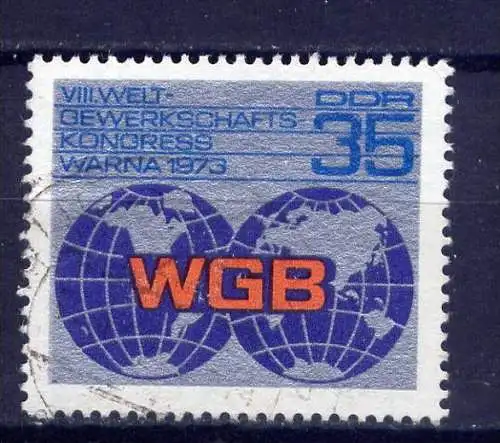 VIII. WELT-
GEWERKSCHAFTS
KONGRESS
WARNA 1973
DDR
35
WGB